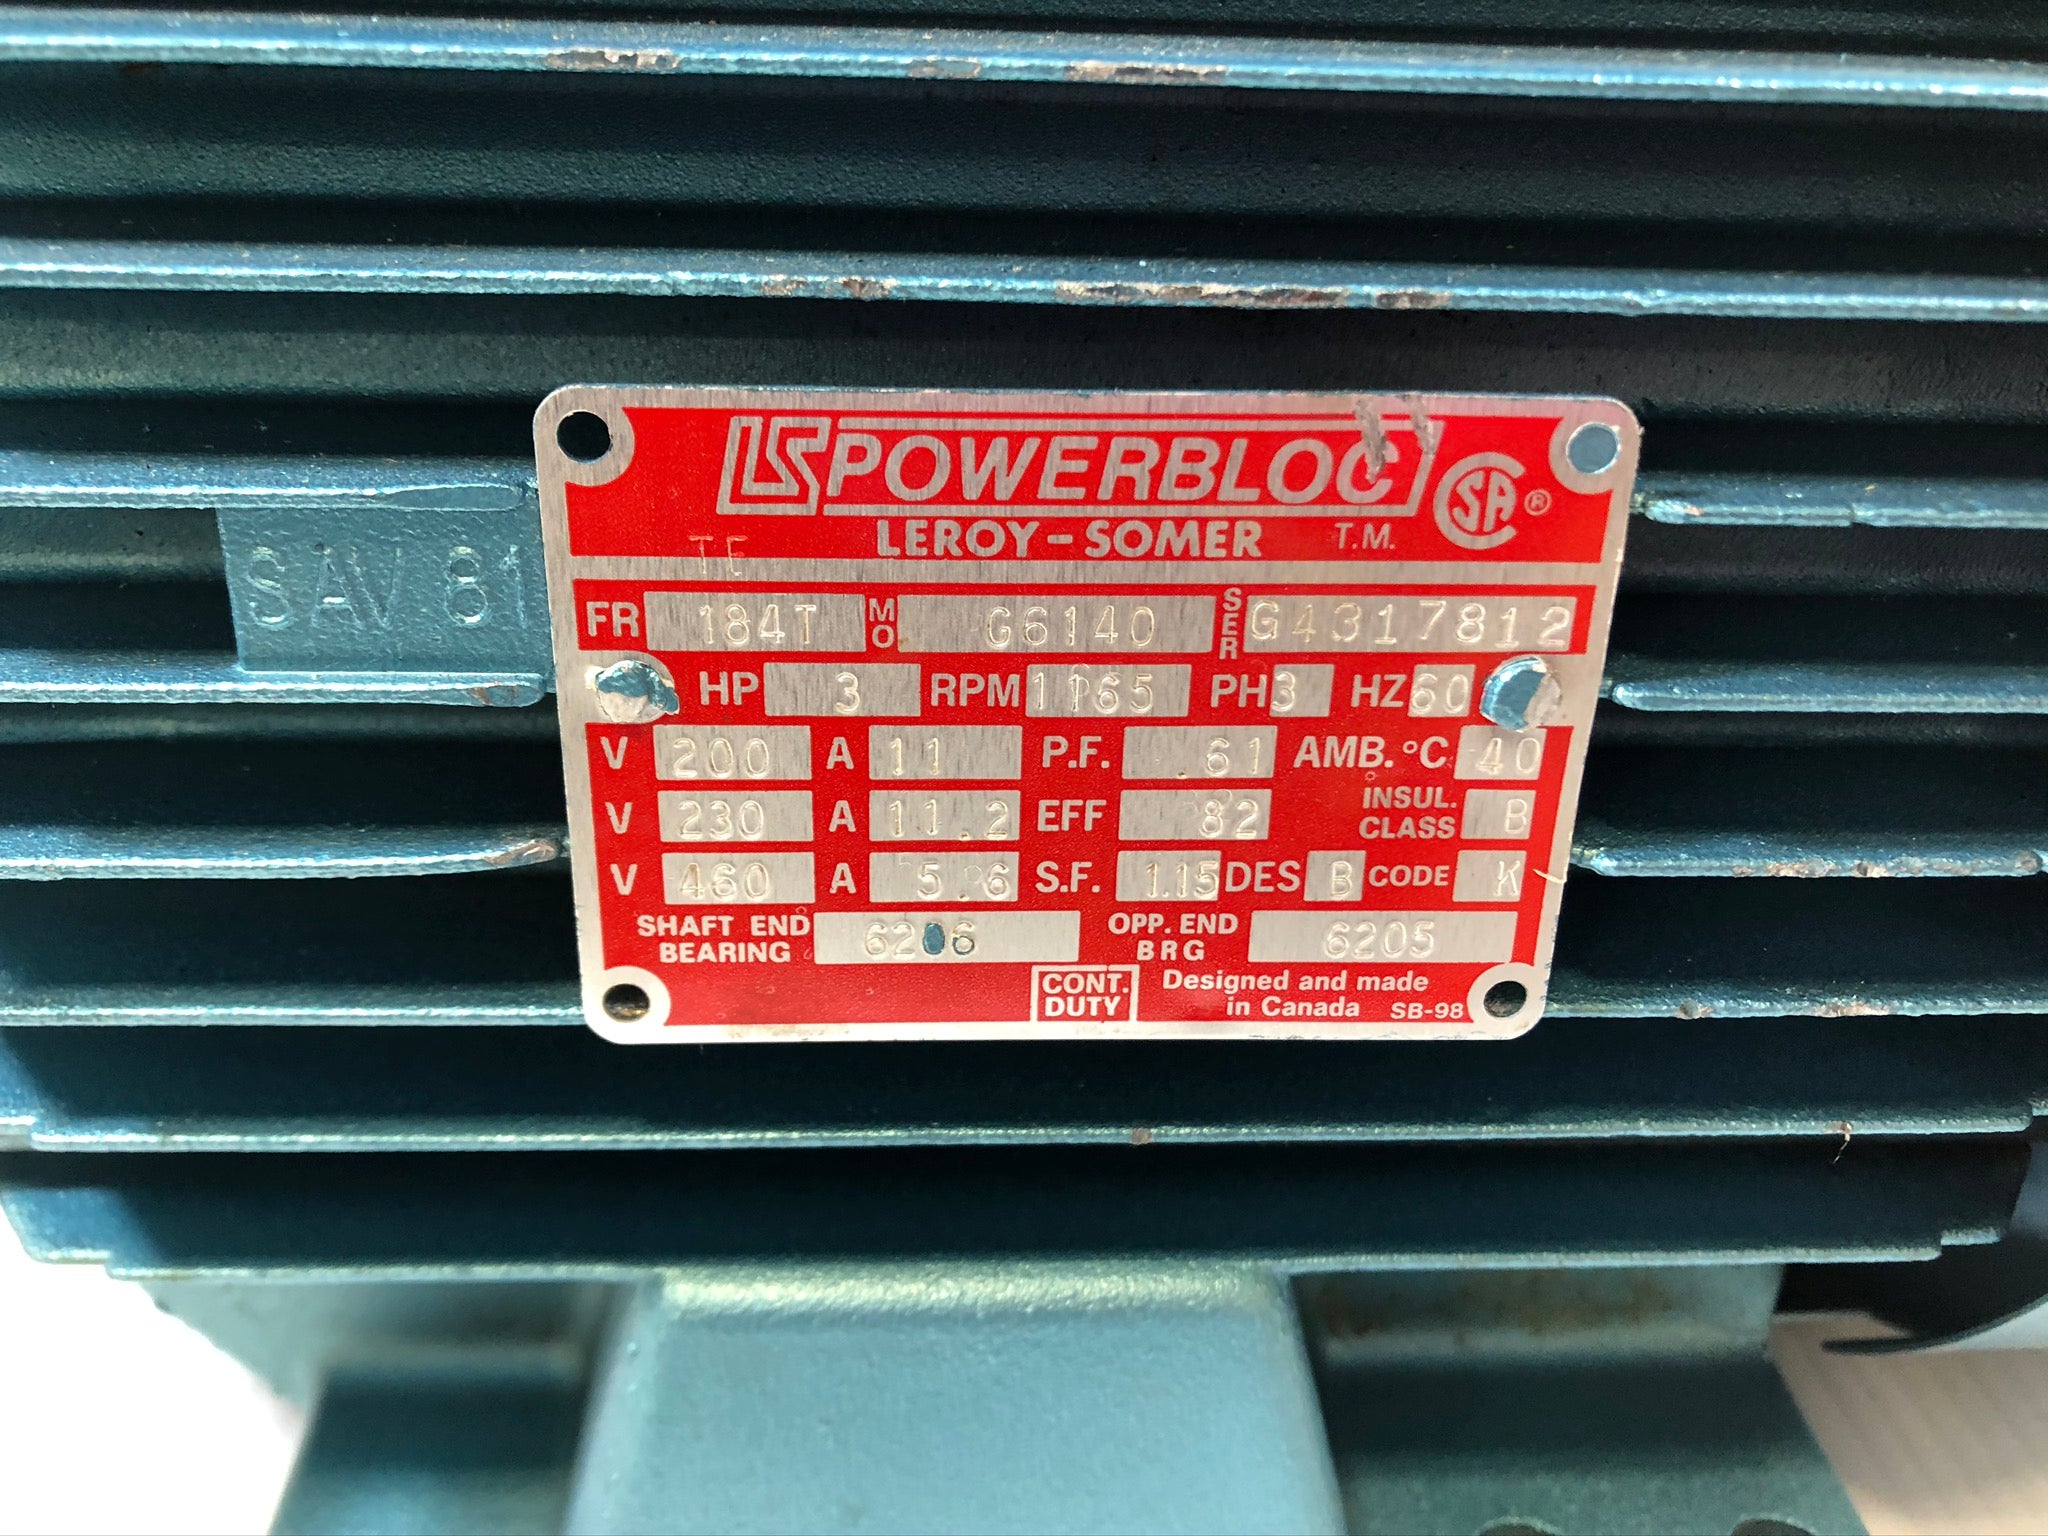 LS POWERBLOC
LEROY-SOMER T.M. SA ®
TE
SAV 81
FR 184T MO G6140 SER G4317812
HP 3 RPM 1165 PH 3 HZ 60
V 200 A 11 P.F. .61 AMB. °C 40
V 230 A 11.2 EFF 82 INSUL. CLASS B
V 460 A 5.6 S.F. 1.15 DES B CODE K
SHAFT END BEARING 6206 OPP. END BRG 6205
CONT. DUTY Designed and made
in Canada SB-98